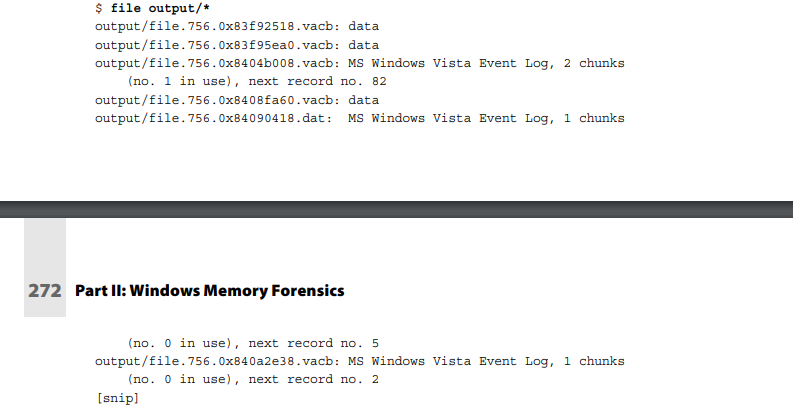 $ file output/*
output/file.756.0x83f92518.vacb: data
output/file.756.0x83f95ea0.vacb: data
output/file.756.0x8404b008.vacb: MS Windows Vista Event Log, 2 chunks
(no. 1 in use), next record no. 82
output/file.756.0x8408fa60.vacb: data
output/file.756.0x84090418.dat: MS Windows Vista Event Log, 1 chunks
272 Part II: Windows Memory Forensics
(no. 0 in use), next record no. 5
output/file.756.0x840a2e38.vacb: MS Windows Vista Event Log, 1 chunks
(no. 0 in use), next record no. 2
[snip]